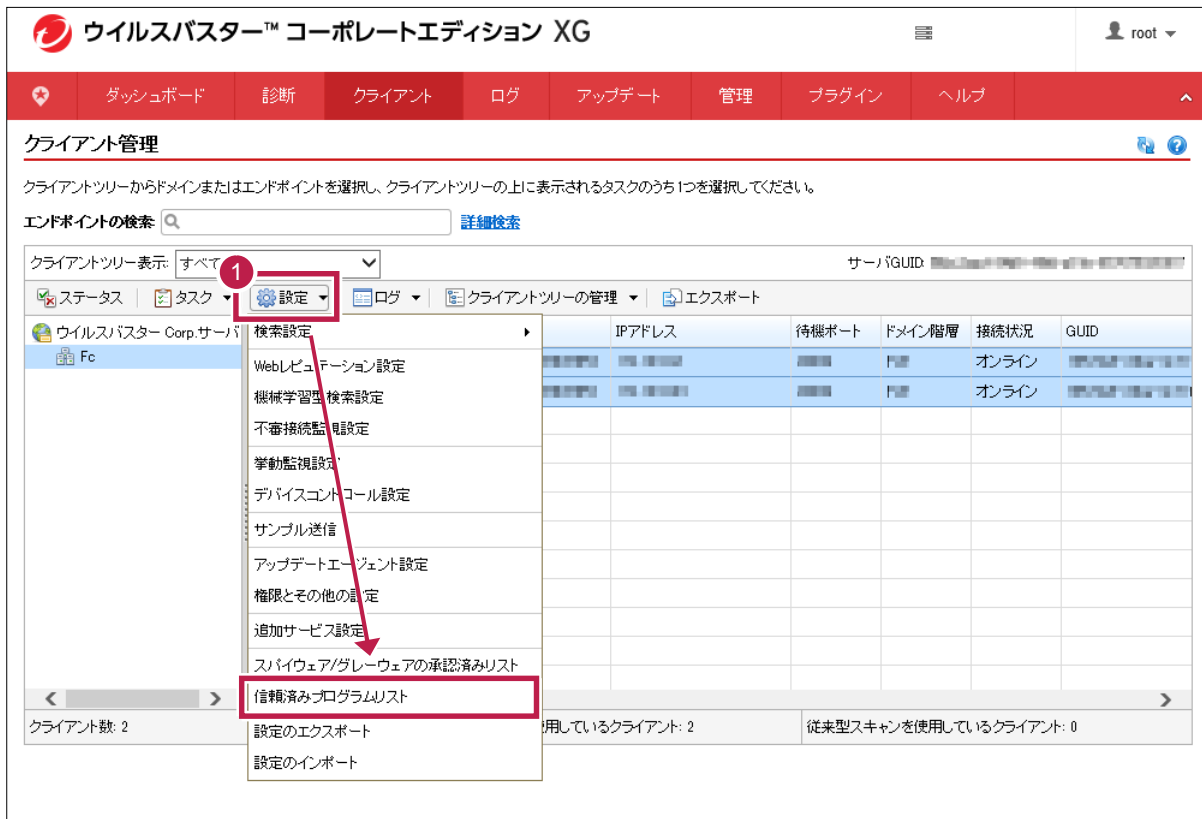 ウイルスバスター™ コーポレートエディション XG
root
ダッシュボード 診断 クライアント ログ アップデート 管理 プラグイン ヘルプ
クライアント管理
クライアントツリーからドメインまたはエンドポイントを選択し、クライアントツリーの上に表示されるタスクのうち1つを選択してください。
エンドポイントの検索: 詳細検索
クライアントツリー表示: すべて サーバGUID:
1
ステータス タスク 設定 ログ クライアントツリーの管理 エクスポート
ウイルスバスター Corp.サーバ IPアドレス 待機ポート ドメイン階層 接続状況 GUID
Fc オンライン
オンライン
検索設定
Webレピュテーション設定
機械学習型検索設定
不審接続監視設定
挙動監視設定
デバイスコントロール設定
サンプル送信
アップデートエージェント設定
権限とその他の設定
追加サービス設定
スパイウェア/グレーウェアの承認済みリスト
信頼済みプログラムリスト
設定のエクスポート
設定のインポート
クライアント数: 2 用しているクライアント: 2 従来型スキャンを使用しているクライアント: 0